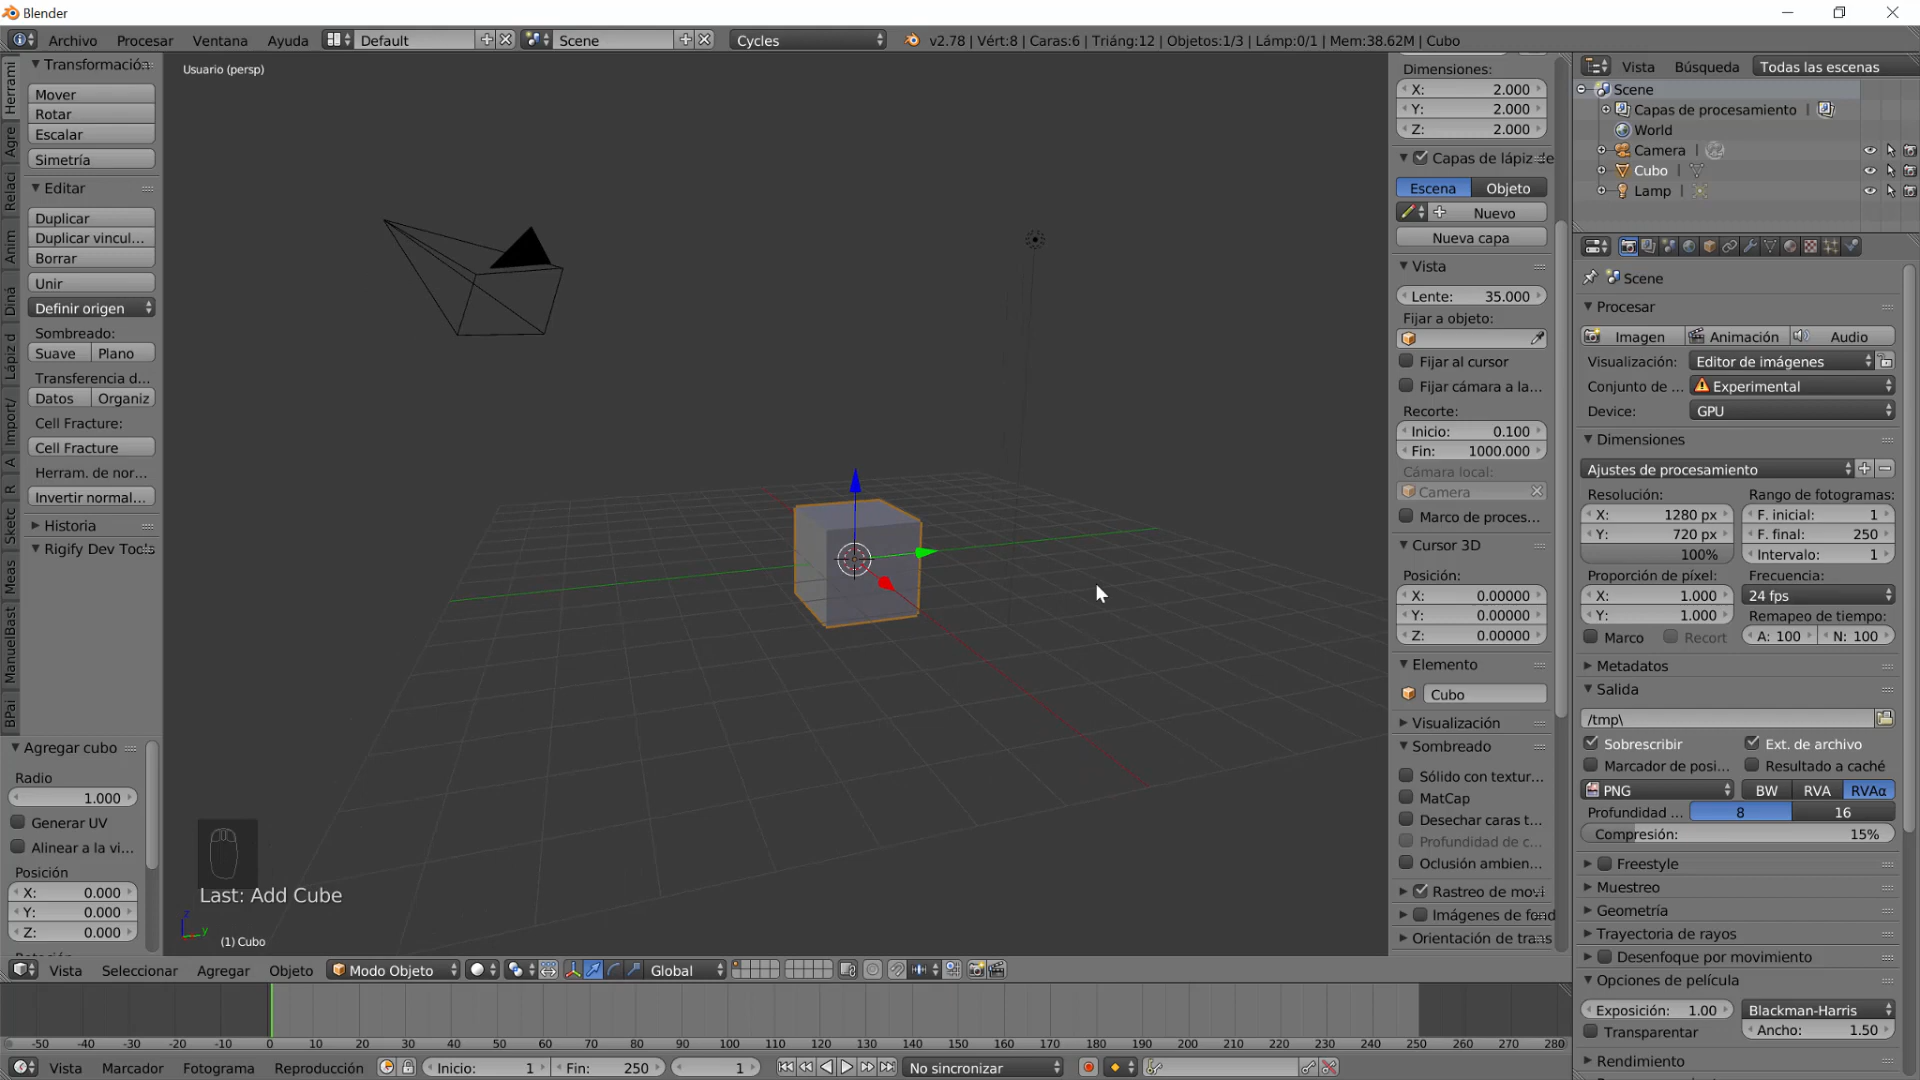 Blender
Archivo Procesar Ventana Ayuda Default Scene Cycles v2.78 | Vért:8 | Caras:6 | Triáng:12 | Objetos:1/3 | Lámp:0/1 | Mem:38.62M | Cubo
Herrami
Agre
Relaci
Anim
Diná
Lápiz d
Import/
A
R
Sketc
Meas
ManuelBast
BPai
Transformación
Mover
Rotar
Escalar
Simetría
Editar
Duplicar
Duplicar vincul...
Borrar
Unir
Definir origen
Sombreado:
Suave Plano
Transferencia d...
Datos Organiz
Cell Fracture:
Cell Fracture
Herram. de nor...
Invertir normal...
Historia
Rigify Dev Tools
Agregar cubo
Radio
1.000
Generar UV
Alinear a la vi...
Posición
X: 0.000
Y: 0.000
Z: 0.000
Usuario (persp)
Last: Add Cube
z
y
(1) Cubo
Dimensiones:
X: 2.000
Y: 2.000
Z: 2.000
Capas de lápiz de
Escena Objeto
Nuevo
Nueva capa
Vista
Lente: 35.000
Fijar a objeto:
Fijar al cursor
Fijar cámara a la...
Recorte:
Inicio: 0.100
Fin: 1000.000
Cámara local:
Camera
Marco de proces...
Cursor 3D
Posición:
X: 0.00000
Y: 0.00000
Z: 0.00000
Elemento
Cubo
Visualización
Sombreado
Sólido con textur...
MatCap
Desechar caras t...
Profundidad de c...
Oclusión ambien...
Rastreo de movi
Imágenes de fond
Orientación de trans
Vista Búsqueda Todas las escenas
Scene
Capas de procesamiento |
World
Camera |
Cubo |
Lamp |
Scene
Procesar
Imagen Animación Audio
Visualización: Editor de imágenes
Conjunto de ... Experimental
Device: GPU
Dimensiones
Ajustes de procesamiento
Resolución: Rango de fotogramas:
X: 1280 px F. inicial: 1
Y: 720 px F. final: 250
100% Intervalo: 1
Proporción de píxel: Frecuencia:
X: 1.000 24 fps
Y: 1.000 Remapeo de tiempo:
Marco Recort A: 100 N: 100
Metadatos
Salida
/tmp\
Sobrescribir Ext. de archivo
Marcador de posi... Resultado a caché
PNG BW RVA RVAα
Profundidad ... 8 16
Compresión: 15%
Freestyle
Muestreo
Geometría
Trayectoria de rayos
Desenfoque por movimiento
Opciones de película
Exposición: 1.00 Blackman-Harris
Transparentar Ancho: 1.50
Rendimiento
Vista Seleccionar Agregar Objeto Modo Objeto Global
-50 -40 -30 -20 -10 0 10 20 30 40 50 60 70 80 90 100 110 120 130 140 150 160 170 180 190 200 210 220 230 240 250 260 270 280
Vista Marcador Fotograma Reproducción Inicio: 1 Fin: 250 1 No sincronizar